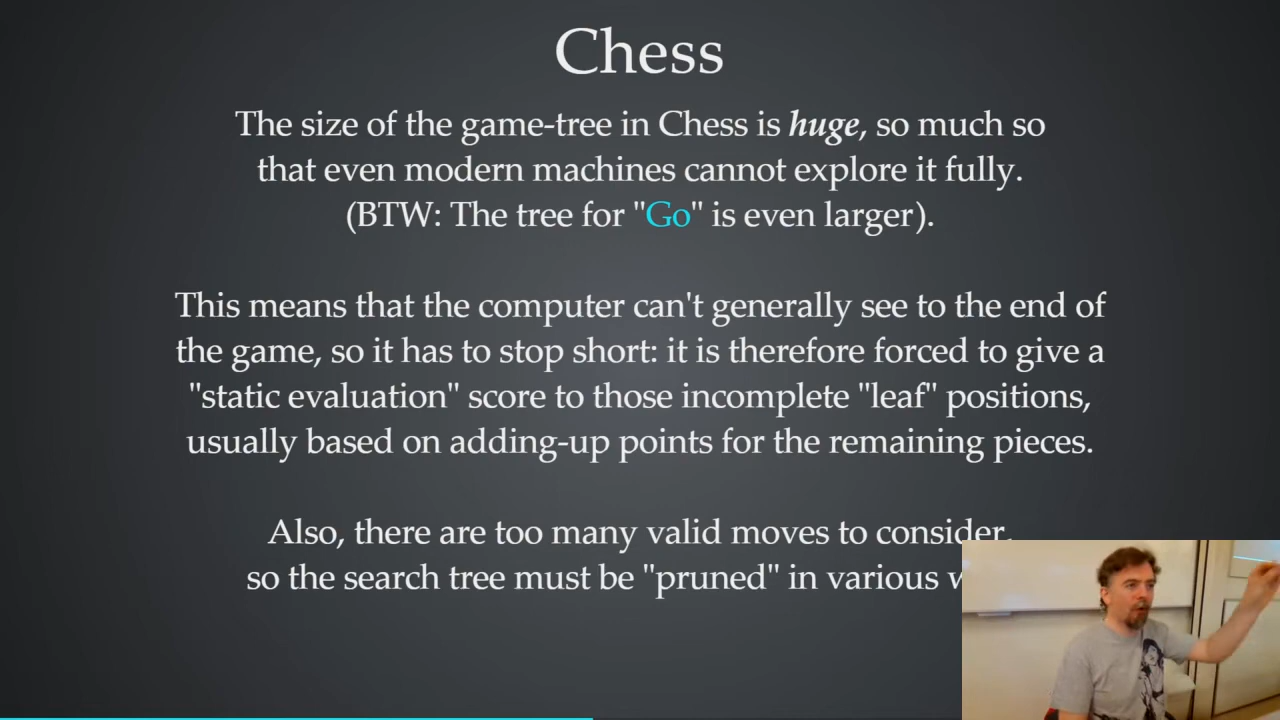 Chess
The size of the game-tree in Chess is huge, so much so
that even modern machines cannot explore it fully.
(BTW: The tree for "Go" is even larger).
This means that the computer can't generally see to the end of
the game, so it has to stop short: it is therefore forced to give a
"static evaluation" score to those incomplete "leaf" positions,
usually based on adding-up points for the remaining pieces.
Also, there are too many valid moves to consider,
so the search tree must be "pruned" in various